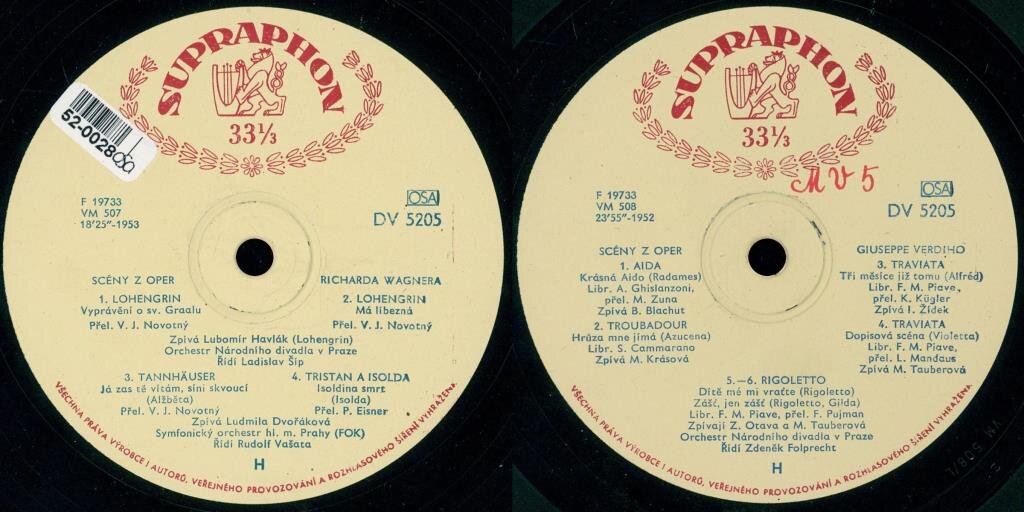 SUPRAPHON
33⅓
52-0028
OSA
F 19733
VM 507
18'25"-1953
DV 5205
SCÉNY Z OPER
RICHARDA WAGNERA
1. LOHENGRIN
Vyprávění o sv. Graalu
Přel. V. J. Novotný
2. LOHENGRIN
Má libezná
Přel. V. J. Novotný
Zpívá Lubomír Havlák (Lohengrin)
Orchestr Národního divadla v Praze
Řídí Ladislav Šíp
3. TANNHÄUSER
Já zas tě vítám, síni skvoucí
(Alžběta)
Přel. V. J. Novotný
4. TRISTAN A ISOLDA
Isoldina smrt
(Isolda)
Přel. P. Eisner
Zpívá Ludmila Dvořáková
Symfonický orchestr hl. m. Prahy (FOK)
Řídí Rudolf Vašata
H
VŠECHNA PRÁVA VÝROBCE I AUTORŮ, VEŘEJNÉHO PROVOZOVÁNÍ A ROZHLASOVÉHO ŠÍŘENÍ VYHRAŽENA
SUPRAPHON
33⅓
MV5
OSA
F 19733
VM 508
23'55"-1952
DV 5205
SCÉNY Z OPER
GIUSEPPE VERDIHO
1. AIDA
Krásná Aido (Radames)
Libr. A. Ghislanzoni,
přel. M. Zuna
Zpívá B. Blachut
2. TROUBADOUR
Hrůza mne jímá (Azucena)
Libr. S. Cammarano
Zpívá M. Krásová
3. TRAVIATA
Tři měsíce již tomu (Alfréd)
Libr. F. M. Piave,
přel. K. Kügler
Zpívá I. Žídek
4. TRAVIATA
Dopisová scéna (Violetta)
Libr. F. M. Piave,
přel. L. Mandaus
Zpívá M. Tauberová
5.—6. RIGOLETTO
Dítě mé mi vraťte (Rigoletto)
Zášť, jen zášť (Rigoletto, Gilda)
Libr. F. M. Piave, přel. F. Pujman
Zpívají Z. Otava a M. Tauberová
Orchestr Národního divadla v Praze
Řídí Zdeněk Folprecht
H
VŠECHNA PRÁVA VÝROBCE I AUTORŮ, VEŘEJNÉHO PROVOZOVÁNÍ A ROZHLASOVÉHO ŠÍŘENÍ VYHRAŽENA